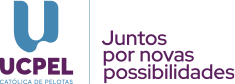 UCPEL
CATÓLICA DE PELOTAS
Juntos
por novas
possibilidades